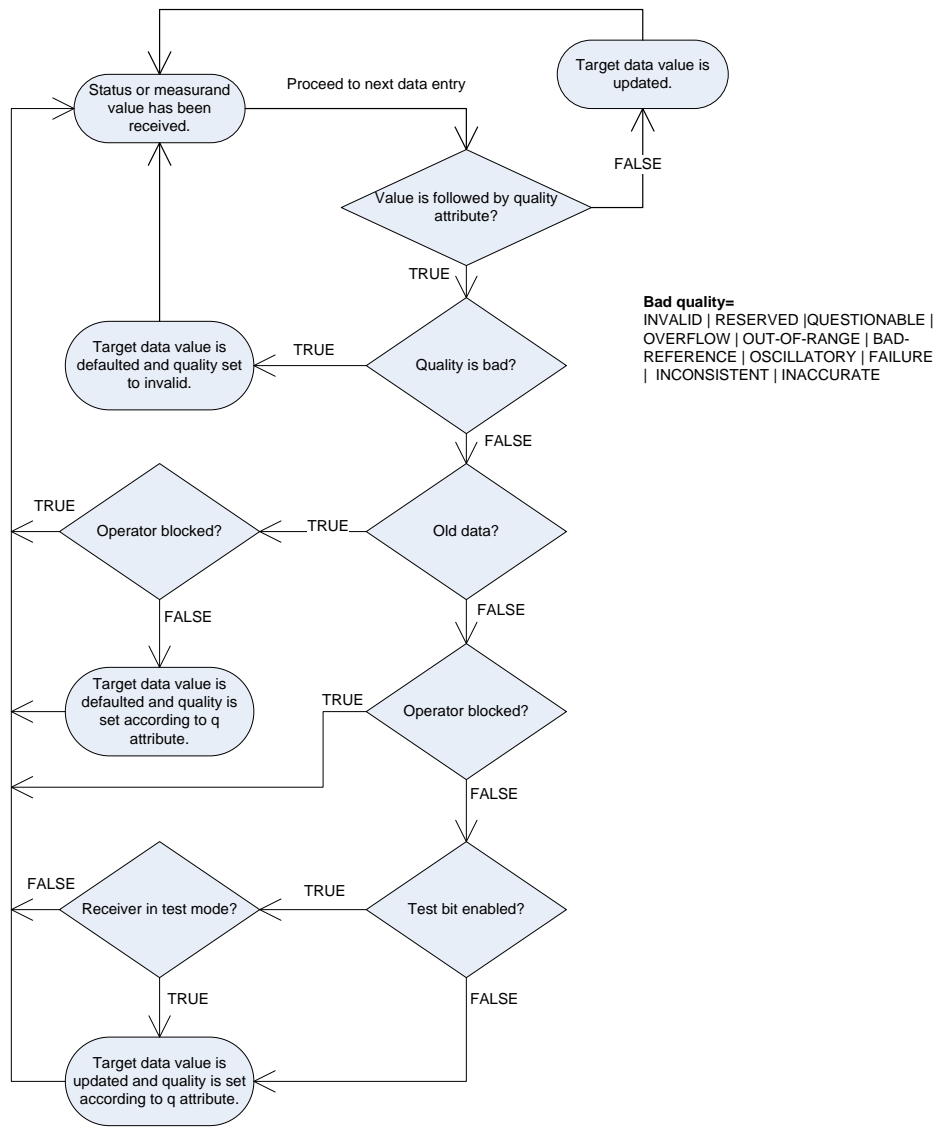 Target data value is
updated.
Status or measurand
value has been
received.
Proceed to next data entry
FALSE
Value is followed by quality
attribute?
TRUE
Bad quality=
INVALID | RESERVED |QUESTIONABLE |
OVERFLOW | OUT-OF-RANGE | BAD-
REFERENCE | OSCILLATORY | FAILURE
| INCONSISTENT | INACCURATE
Target data value is
defaulted and quality set
to invalid.
TRUE
Quality is bad?
FALSE
TRUE
Operator blocked?
TRUE
Old data?
FALSE
FALSE
Target data value is
defaulted and quality is
set according to q
attribute.
TRUE
Operator blocked?
FALSE
FALSE
Receiver in test mode?
TRUE
Test bit enabled?
TRUE
FALSE
Target data value is
updated and quality is set
according to q attribute.